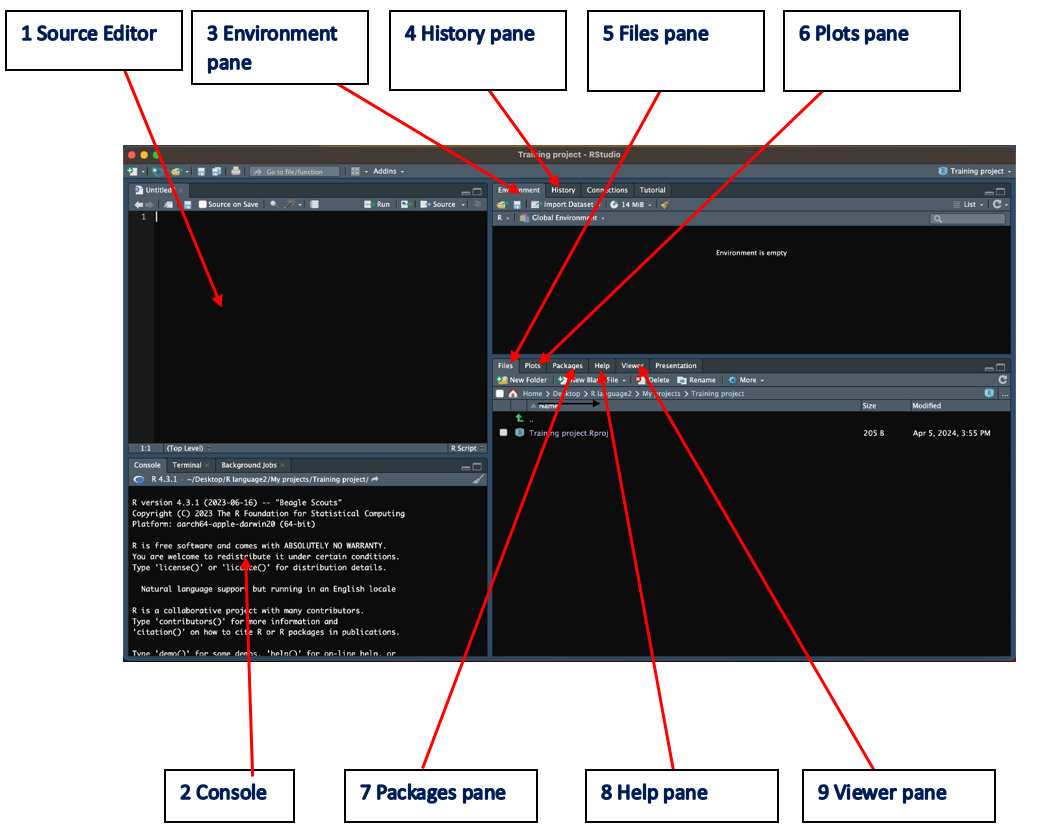 1 Source Editor
3 Environment
pane
4 History pane
5 Files pane
6 Plots pane
Training project - RStudio
Go to file/function
Addins
Training project
Untitled1
Source on Save
Run
Source
1
1:1 (Top Level)
R Script
Environment History Connections Tutorial
Import Dataset
14 MiB
List
R Global Environment
Environment is empty
Files Plots Packages Help Viewer Presentation
New Folder New Blank File Delete Rename More
Home > Desktop > R language2 > My projects > Training project
...
Name Size Modified
..
Training project.Rproj 205 B Apr 5, 2024, 3:55 PM
Console Terminal Background Jobs
R 4.3.1 · ~/Desktop/R language2/My projects/Training project/
R version 4.3.1 (2023-06-16) -- "Beagle Scouts"
Copyright (C) 2023 The R Foundation for Statistical Computing
Platform: aarch64-apple-darwin20 (64-bit)
R is free software and comes with ABSOLUTELY NO WARRANTY.
You are welcome to redistribute it under certain conditions.
Type 'license()' or 'licence()' for distribution details.
Natural language support but running in an English locale
R is a collaborative project with many contributors.
Type 'contributors()' for more information and
'citation()' on how to cite R or R packages in publications.
Type 'demo()' for some demos, 'help()' for on-line help, or
2 Console
7 Packages pane
8 Help pane
9 Viewer pane